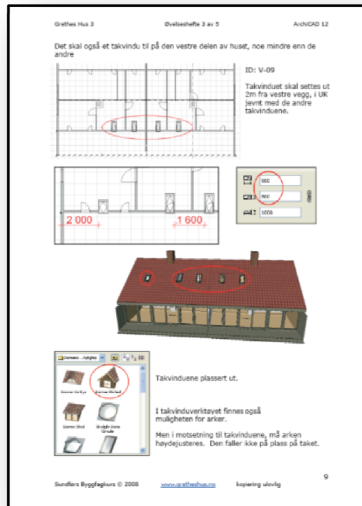 Grethes Hus 3 Øvelseshefte 3 av 5 ArchiCAD 12
Det skal også et takvindu til på den vestre delen av huset, noe mindre enn de
andre
ID: V-09
Takvinduet skal settes ut
2m fra vestre vegg, i UK
jevnt med de andre
takvinduene.
2 000
1 600
Takvinduene plassert ut.
I takvinduverktøyet finnes også
muligheten for arker.
Men i motsetning til takvinduene, må arken
høydejusteres. Den faller ikke på plass på taket.
9
Sundfærs Byggfagkurs © 2008 www.gretheshus.no kopiering ulovlig